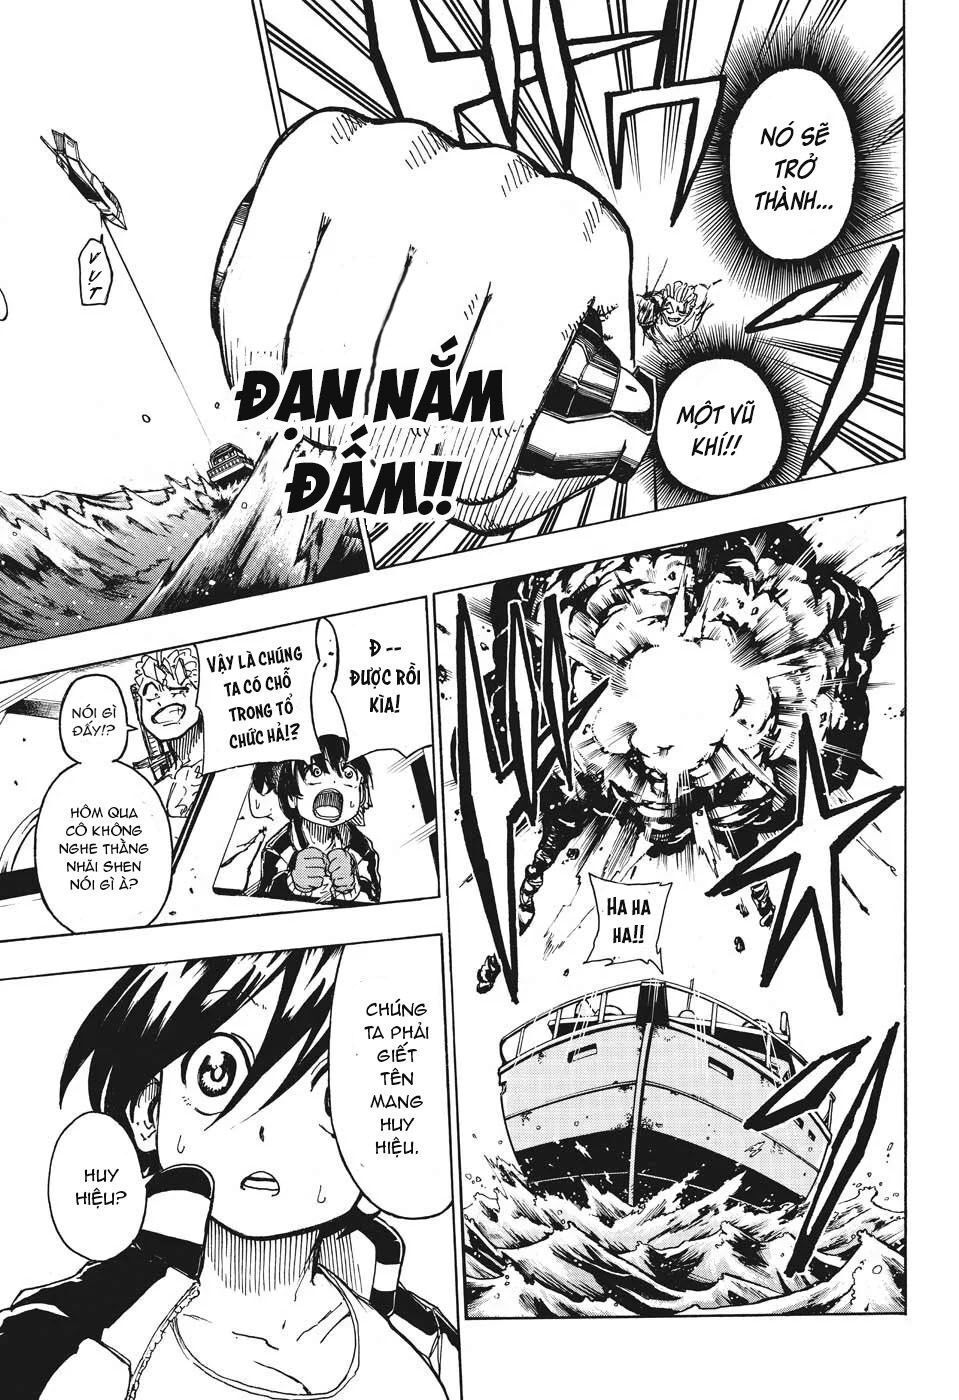 NÓ SẼ
TRỞ
THÀNH...
MỘT VŨ
KHÍ!!
ĐẠN NẮM
ĐẤM!!
VUT
HA HA
HA!!
Đ --
ĐƯỢC RỒI
KÌA!
VẬY LÀ CHÚNG
TA CÓ CHỖ
TRONG TỔ
CHỨC HẢ!?
NÓI GÌ
ĐẤY!?
HÔM QUA
CÔ KHÔNG
NGHE THẰNG
NHÃI SHEN
NÓI GÌ À?
CHÚNG
TA PHẢI
GIẾT
TÊN
MANG
HUY
HIỆU.
HUY
HIỆU?